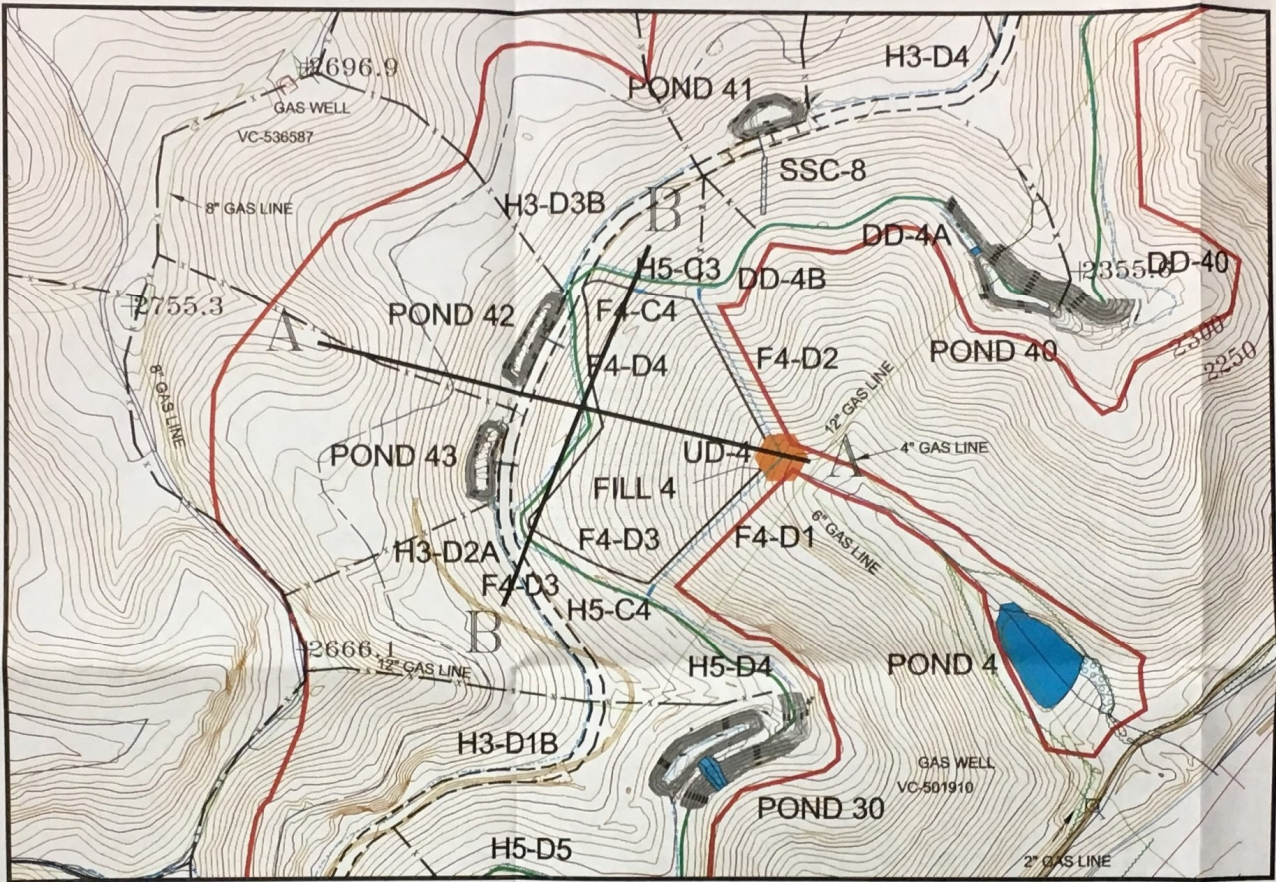 H3-D4
2696.9
POND 41
GAS WELL
VC-536587
SSC-8
8" GAS LINE
H3-D3B
B
DD-4A
H5-C3
DD-4B
2355.6
DD-40
2755.3
POND 42
F4-C4
A
F4-D4
F4-D2
POND 40
2300
2250
8" GAS LINE
12" GAS LINE
POND 43
UD-4
A
4" GAS LINE
FILL 4
6" GAS LINE
F4-D3
F4-D1
H3-D2A
F4-D3
H5-C4
B
2666.1
12" GAS LINE
H5-D4
POND 4
H3-D1B
GAS WELL
VC-501910
POND 30
H5-D5
2" GAS LINE